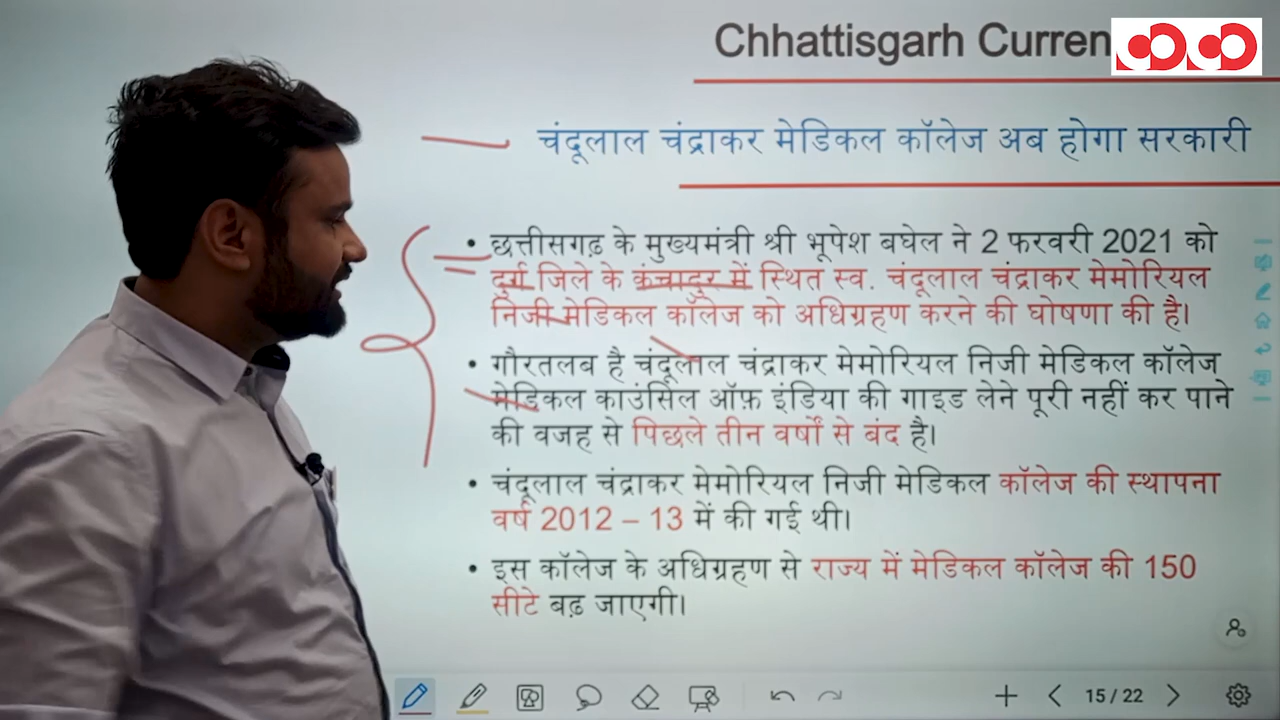 Chhattisgarh Curren
चंदूलाल चंद्राकर मेडिकल कॉलेज अब होगा सरकारी
• छत्तीसगढ़ के मुख्यमंत्री श्री भूपेश बघेल ने 2 फरवरी 2021 को
दुर्ग जिले के कंचादूर में स्थित स्व. चंदूलाल चंद्राकर मेमोरियल
निजी मेडिकल कॉलेज को अधिग्रहण करने की घोषणा की है।
• गौरतलब है चंदूलाल चंद्राकर मेमोरियल निजी मेडिकल कॉलेज
मेडिकल काउंसिल ऑफ़ इंडिया की गाइड लेने पूरी नहीं कर पाने
की वजह से पिछले तीन वर्षों से बंद है।
• चंदूलाल चंद्राकर मेमोरियल निजी मेडिकल कॉलेज की स्थापना
वर्ष 2012 – 13 में की गई थी।
• इस कॉलेज के अधिग्रहण से राज्य में मेडिकल कॉलेज की 150
सीटे बढ़ जाएगी।
15 / 22